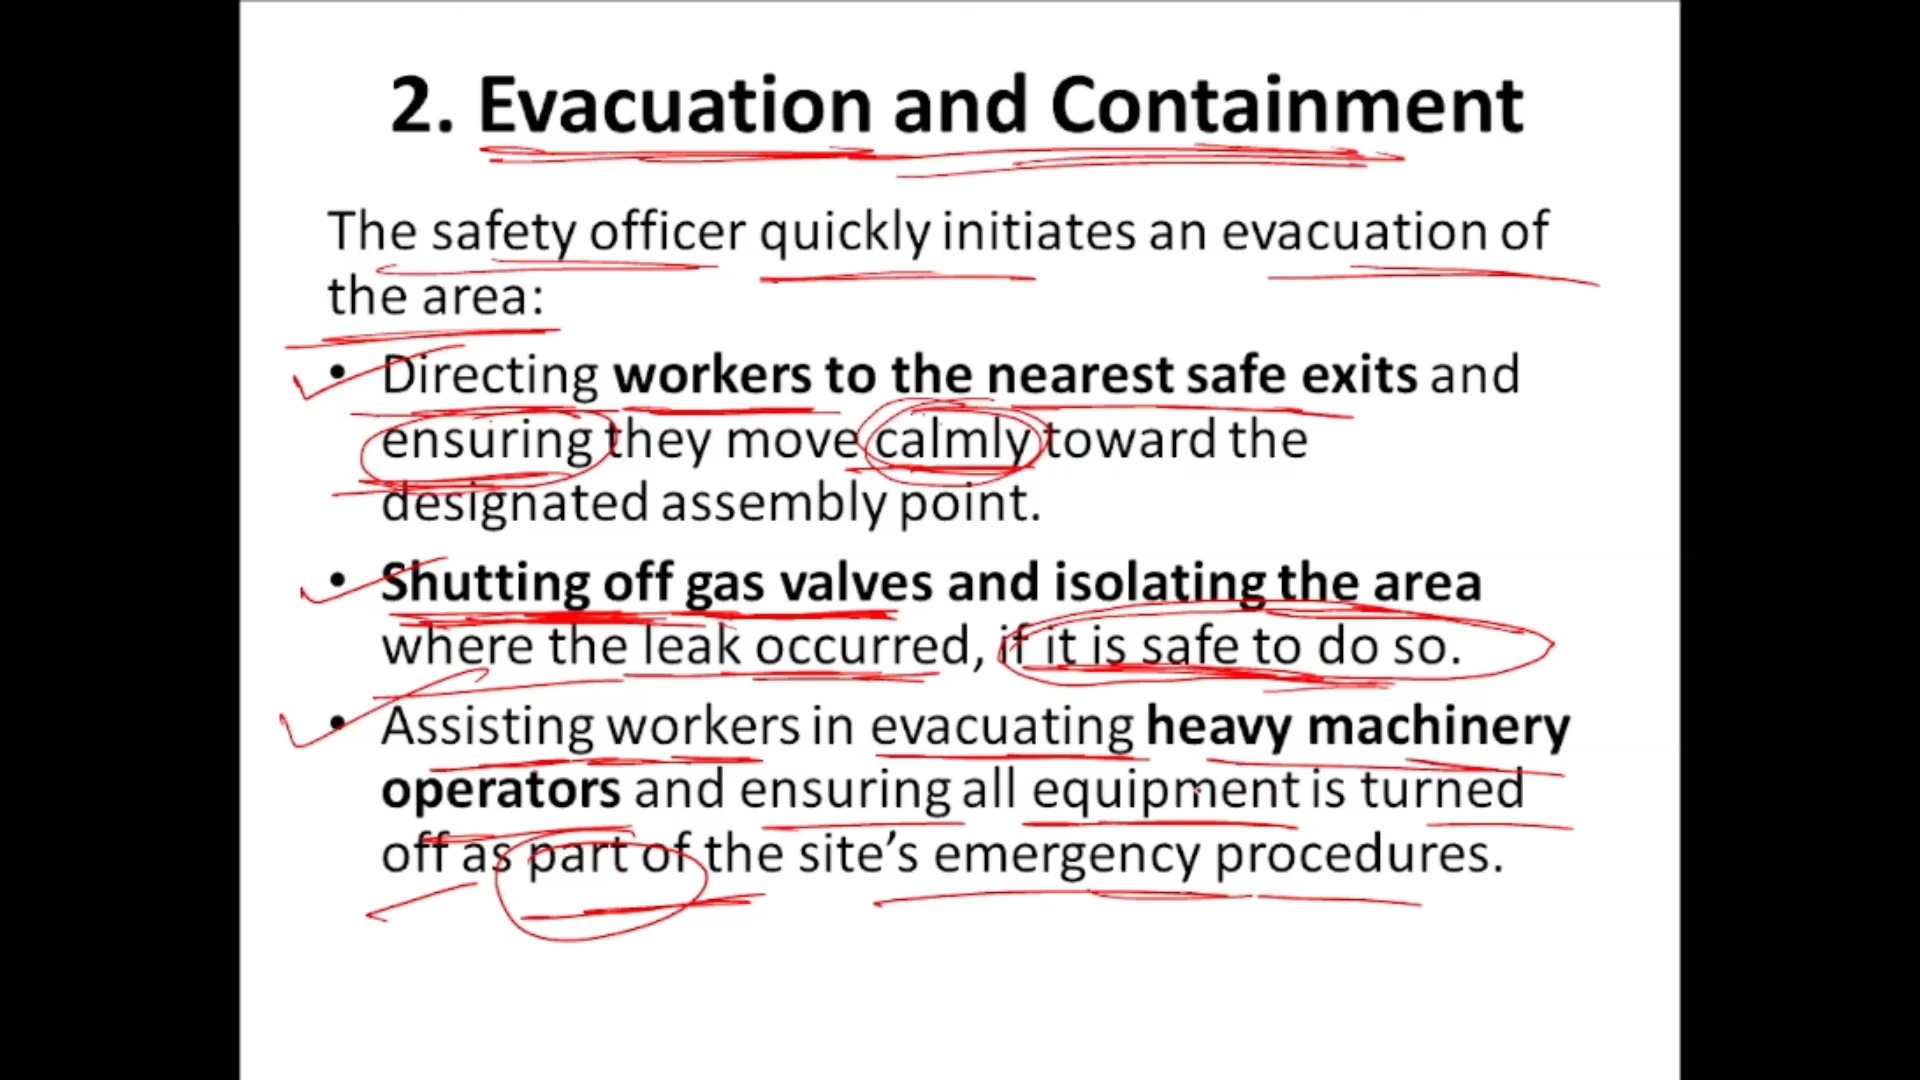 2. Evacuation and Containment
The safety officer quickly initiates an evacuation of
the area:
• Directing workers to the nearest safe exits and
ensuring they move calmly toward the
designated assembly point.
• Shutting off gas valves and isolating the area
where the leak occurred, if it is safe to do so.
• Assisting workers in evacuating heavy machinery
operators and ensuring all equipment is turned
off as part of the site’s emergency procedures.